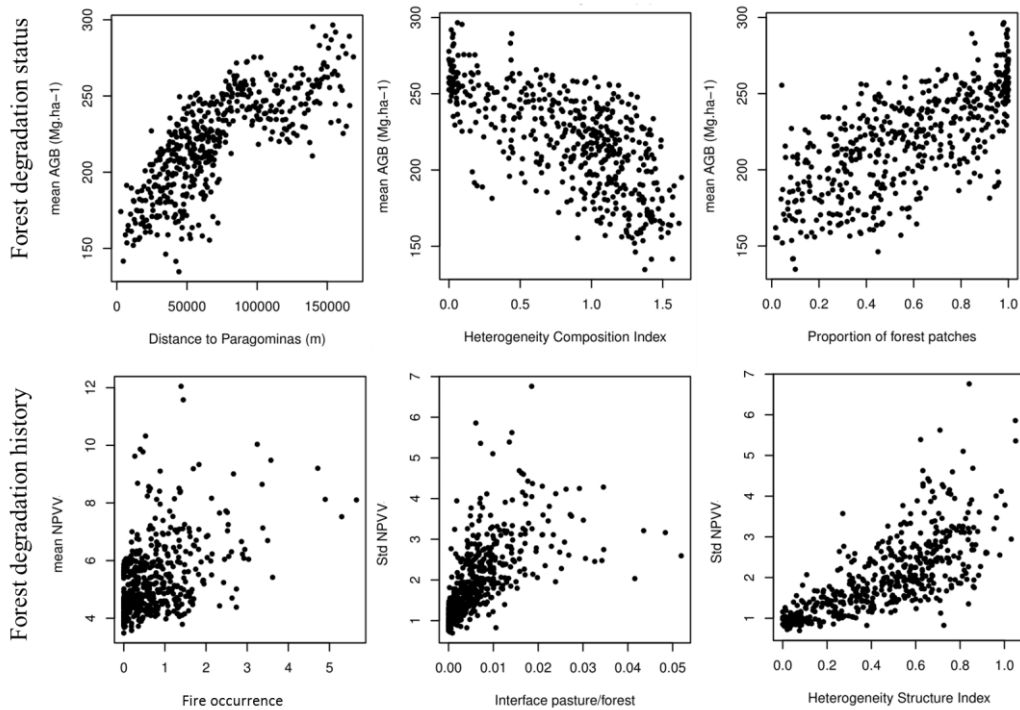 Forest degradation status
mean AGB (Mg.ha−1)
300
250
200
150
0 50000 100000 150000
Distance to Paragominas (m)
mean AGB (Mg.ha−1)
300
250
200
150
0.0 0.5 1.0 1.5
Heterogeneity Composition Index
mean AGB (Mg.ha−1)
300
250
200
150
0.0 0.2 0.4 0.6 0.8 1.0
Proportion of forest patches
Forest degradation history
mean NPVV
12
10
8
6
4
0 1 2 3 4 5
Fire occurrence
Std NPVV
7
6
5
4
3
2
1
0.00 0.01 0.02 0.03 0.04 0.05
Interface pasture/forest
Std NPVV
7
6
5
4
3
2
1
0.0 0.2 0.4 0.6 0.8 1.0
Heterogeneity Structure Index